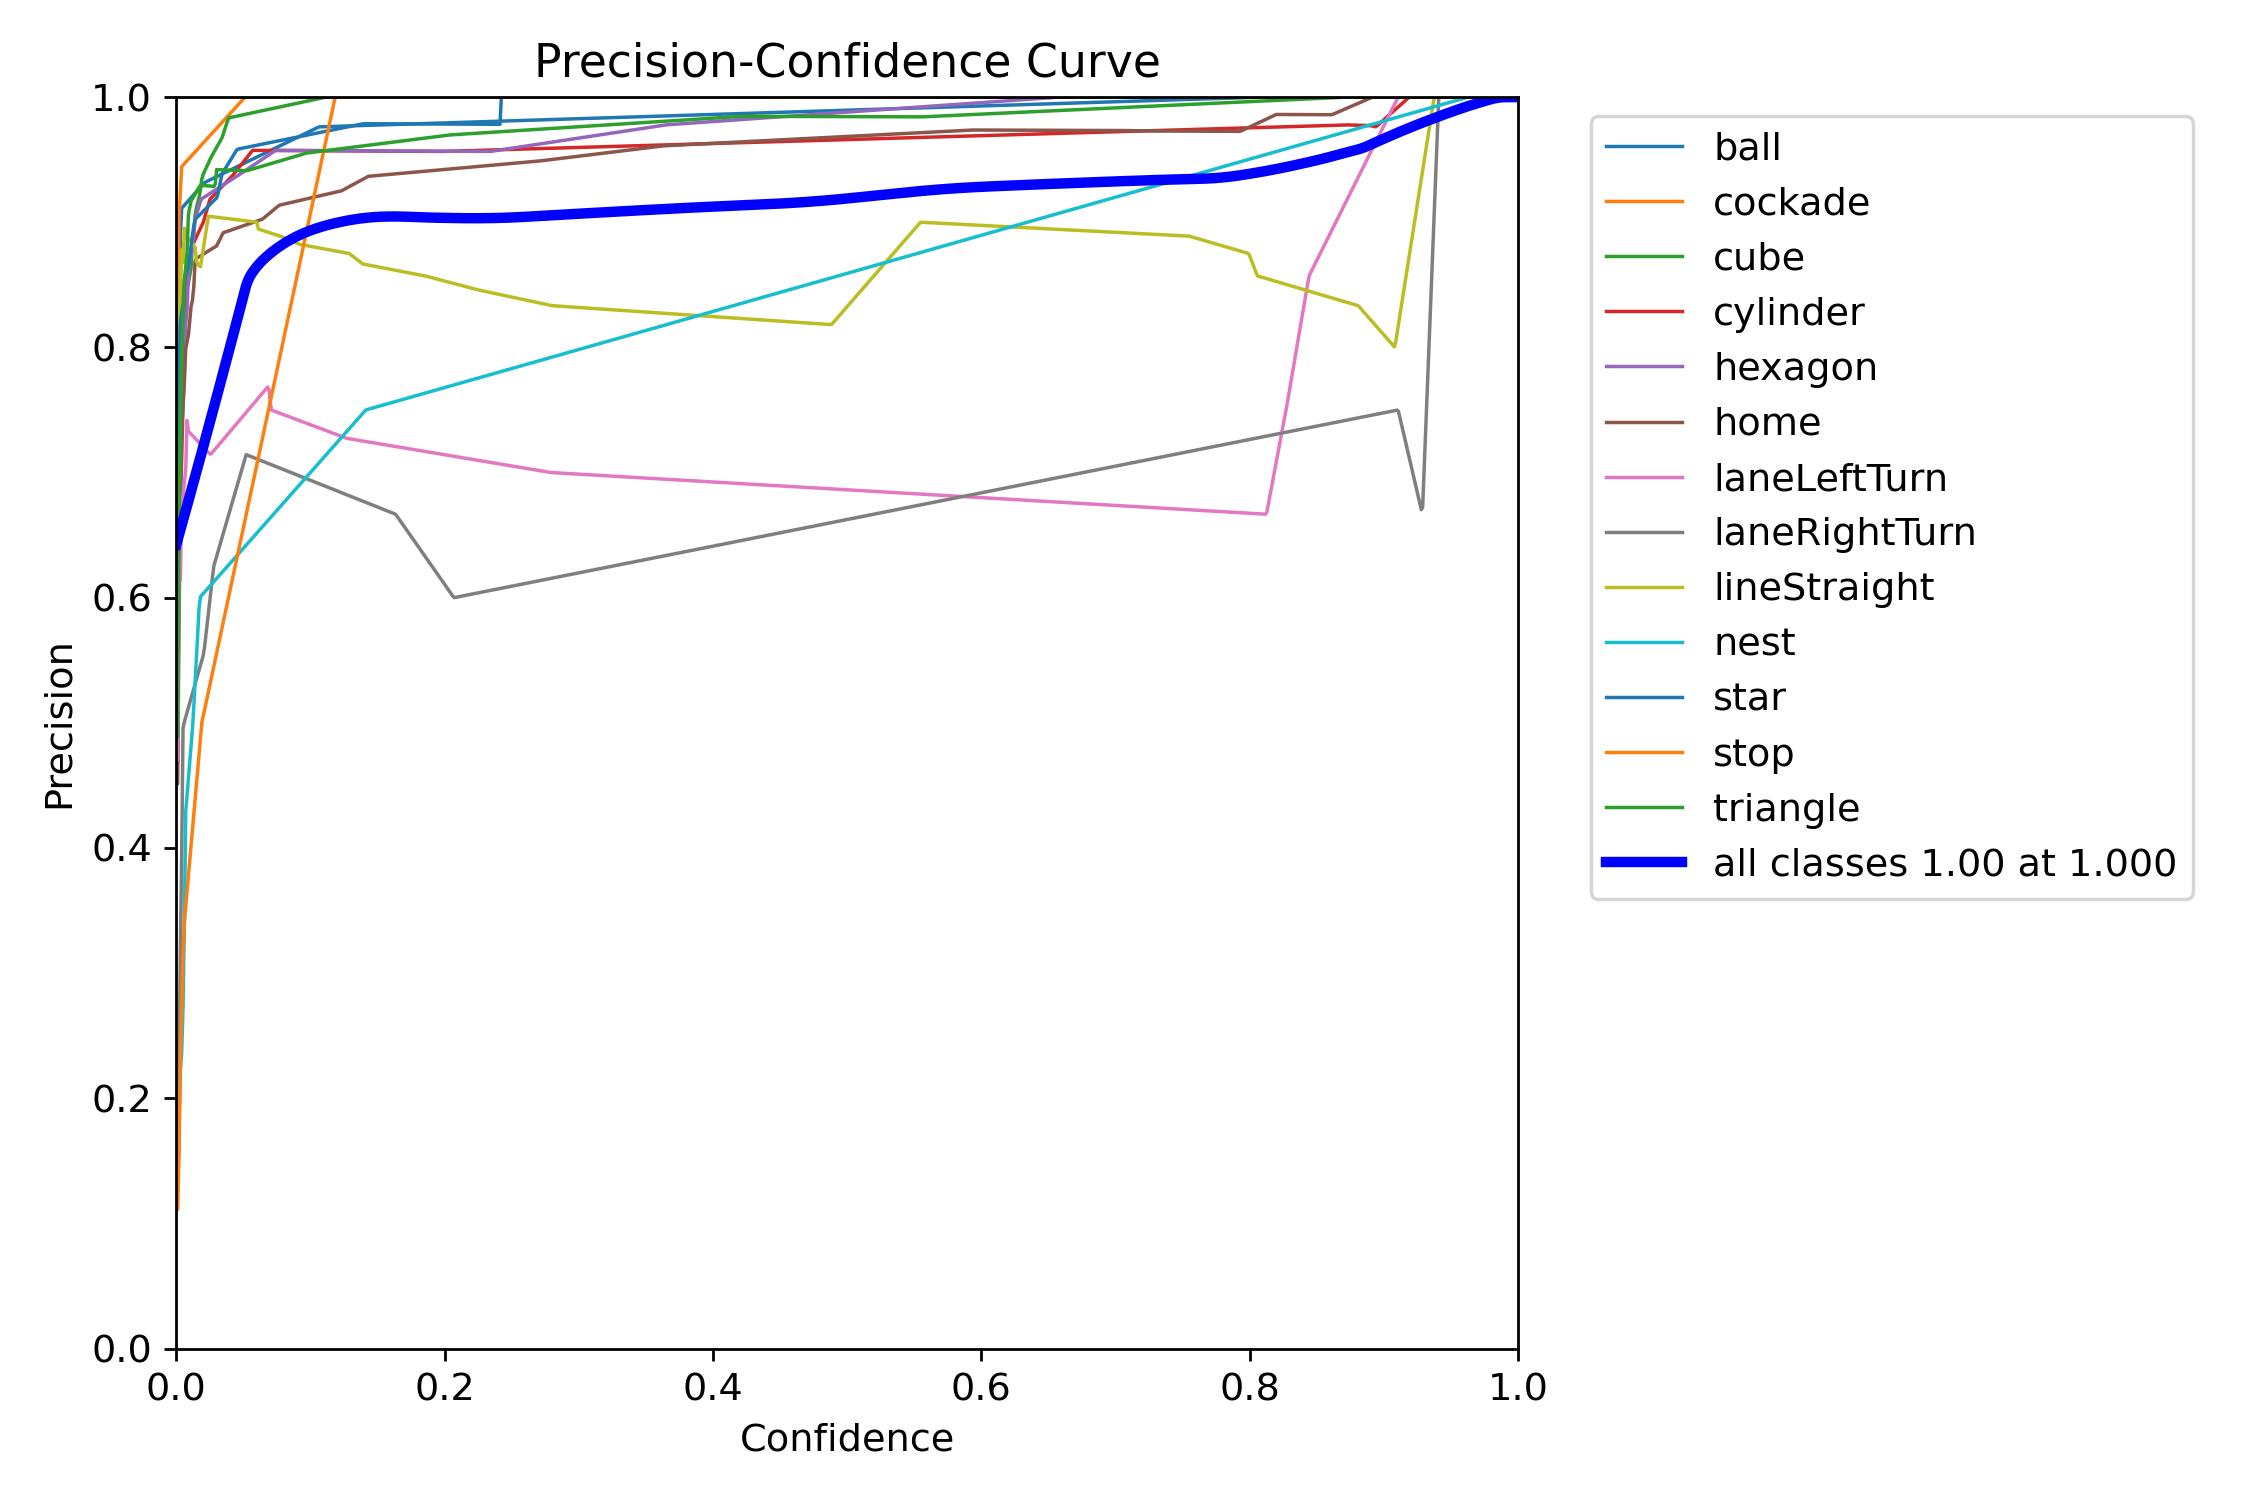 Precision-Confidence Curve
1.0
0.8
0.6
0.4
0.2
0.0
Precision
0.0 0.2 0.4 0.6 0.8 1.0
Confidence
ball
cockade
cube
cylinder
hexagon
home
laneLeftTurn
laneRightTurn
lineStraight
nest
star
stop
triangle
all classes 1.00 at 1.000